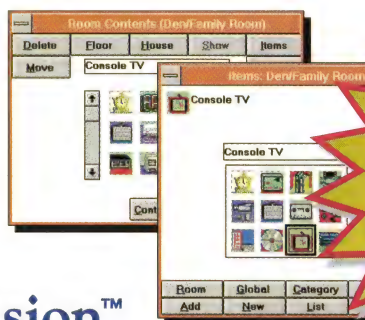 Room Contents (Den/Family Room)
Delete Floor House Show Items
Move Console TV
Items: Den/Family Room
Console TV
Console TV
Room Global Category
Add New List
sion™